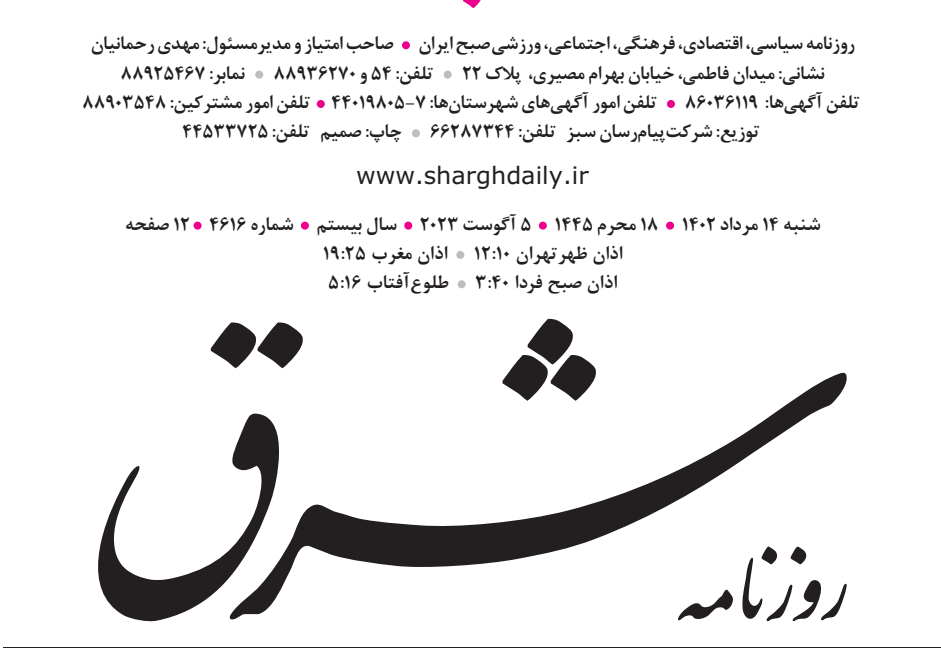 روزنامه سیاسی، اقتصادی، فرهنگی، اجتماعی، ورزشی صبح ایران • صاحب امتیاز و مدیرمسئول: مهدی رحمانیان
نشانی: میدان فاطمی، خیابان بهرام مصیری، پلاک ۲۲ • تلفن: ۵۴ و ۸۸۹۳۶۲۷۰ • نمابر: ۸۸۹۲۵۴۶۷
تلفن آگهی‌ها: ۸۶۰۳۶۱۱۹ • تلفن امور آگهی‌های شهرستان‌ها: ۷-۴۴۰۱۹۸۰۵ • تلفن امور مشترکین: ۸۸۹۰۳۵۴۸
توزیع: شرکت پیام‌رسان سبز تلفن: ۶۶۲۸۷۳۴۴ • چاپ: صمیم تلفن: ۴۴۵۳۳۷۲۵
www.sharghdaily.ir
شنبه ۱۴ مرداد ۱۴۰۲ • ۱۸ محرم ۱۴۴۵ • ۵ آگوست ۲۰۲۳ • سال بیستم • شماره ۴۶۱۶ • ۱۲ صفحه
اذان ظهر تهران ۱۲:۱۰ • اذان مغرب ۱۹:۲۵
اذان صبح فردا ۳:۴۰ • طلوع آفتاب ۵:۱۶
روزنامه شرق